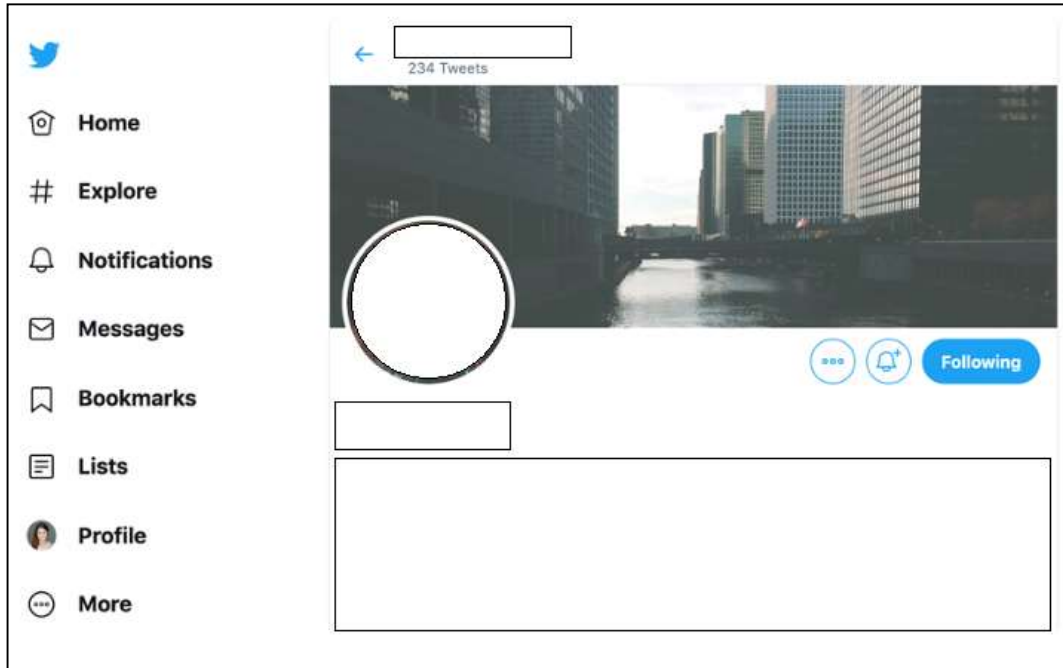 234 Tweets
Home
Explore
Notifications
Messages
Following
Bookmarks
Lists
Profile
More